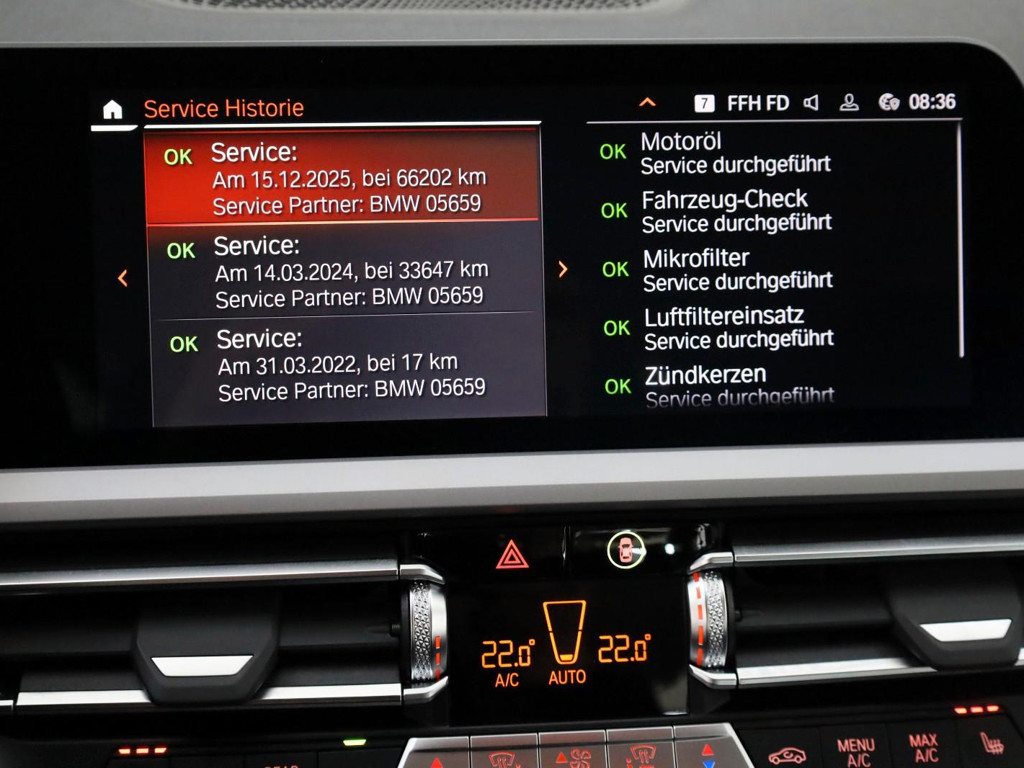 Service Historie
7 FFH FD 08:36
OK Service:
Am 15.12.2025, bei 66202 km
Service Partner: BMW 05659
OK Service:
Am 14.03.2024, bei 33647 km
Service Partner: BMW 05659
OK Service:
Am 31.03.2022, bei 17 km
Service Partner: BMW 05659
OK Motoröl
Service durchgeführt
OK Fahrzeug-Check
Service durchgeführt
OK Mikrofilter
Service durchgeführt
OK Luftfiltereinsatz
Service durchgeführt
OK Zündkerzen
Service durchgeführt
22.0° 22.0°
A/C AUTO
MENU
A/C
MAX
A/C